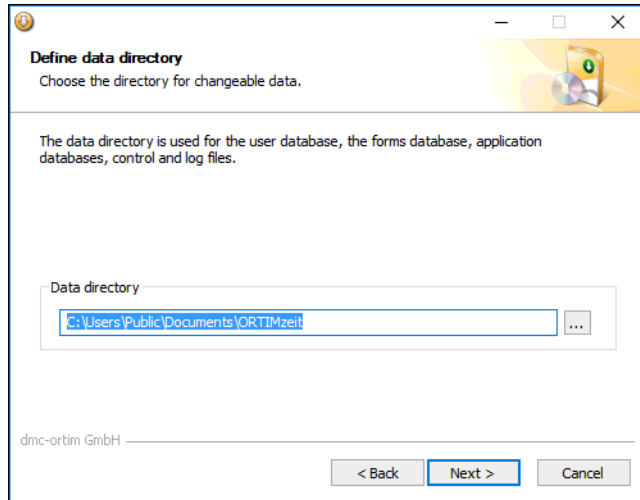 Define data directory
Choose the directory for changeable data.
The data directory is used for the user database, the forms database, application
databases, control and log files.
Data directory
C:\Users\Public\Documents\ORTIMzeit
...
dmc-ortim GmbH
< Back
Next >
Cancel